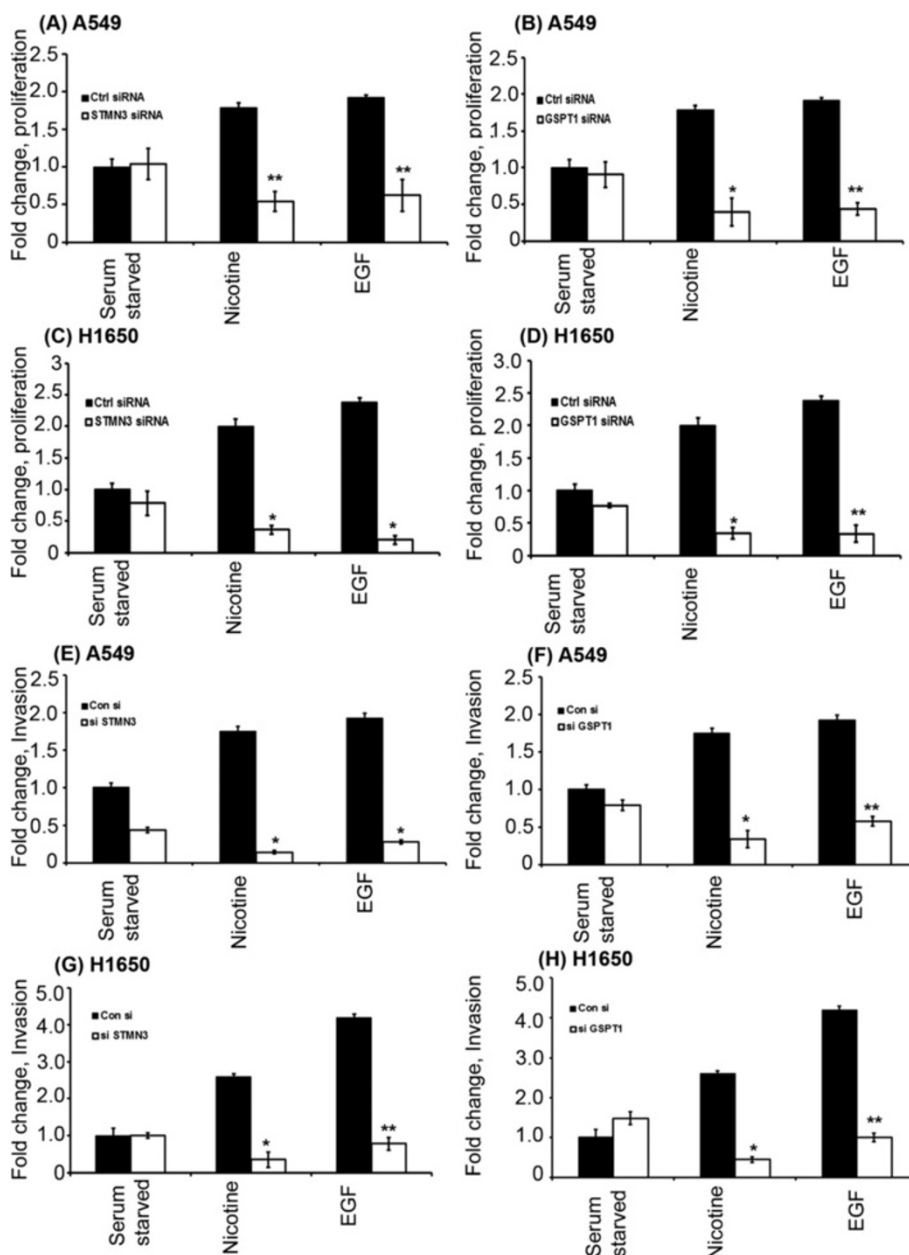 (A) A549
Fold change, proliferation
2.5
2.0
1.5
1.0
0.5
0
Ctrl siRNA
STMN3 siRNA
**
**
Serum
starved
Nicotine
EGF
(B) A549
Fold change, proliferation
2.5
2.0
1.5
1.0
0.5
0
Ctrl siRNA
GSPT1 siRNA
*
**
Serum
starved
Nicotine
EGF
(C) H1650
Fold change, proliferation
3
2.5
2.0
1.5
1.0
0.5
0
Ctrl siRNA
STMN3 siRNA
*
*
Serum
starved
Nicotine
EGF
(D) H1650
Fold change, proliferation
3.0
2.5
2.0
1.5
1.0
0.5
0
Ctrl siRNA
GSPT1 siRNA
*
**
Serum
starved
Nicotine
EGF
(E) A549
Fold change, Invasion
2.5
2.0
1.5
1.0
0.5
0
Con si
si STMN3
*
*
Serum
starved
Nicotine
EGF
(F) A549
Fold change, Invasion
2.5
2.0
1.5
1.0
0.5
0
Con si
si GSPT1
*
**
Serum
starved
Nicotine
EGF
(G) H1650
Fold change, Invasion
5.0
4.0
3.0
2.0
1.0
0
Con si
si STMN3
*
**
Serum
starved
Nicotine
EGF
(H) H1650
Fold change, Invasion
5.0
4.0
3.0
2.0
1.0
0
Con si
si GSPT1
*
**
Serum
starved
Nicotine
EGF